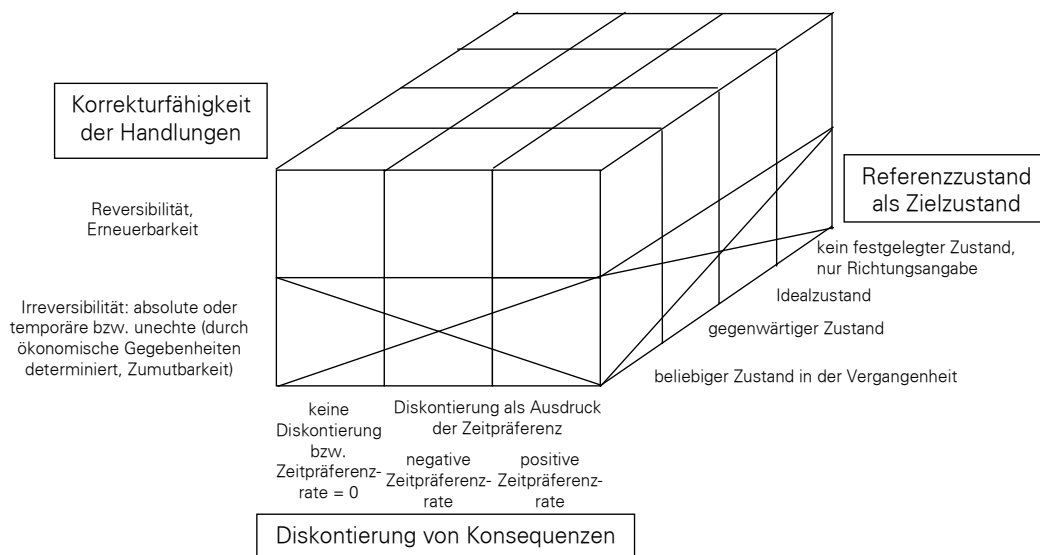 Korrekturfähigkeit
der Handlungen
Reversibilität,
Erneuerbarkeit
Irreversibilität: absolute oder
temporäre bzw. unechte (durch
ökonomische Gegebenheiten
determiniert, Zumutbarkeit)
Referenzzustand
als Zielzustand
kein festgelegter Zustand,
nur Richtungsangabe
Idealzustand
gegenwärtiger Zustand
beliebiger Zustand in der Vergangenheit
keine
Diskontierung
bzw.
Zeitpräferenz-
rate = 0
Diskontierung als Ausdruck
der Zeitpräferenz
negative
Zeitpräferenz-
rate
positive
Zeitpräferenz-
rate
Diskontierung von Konsequenzen